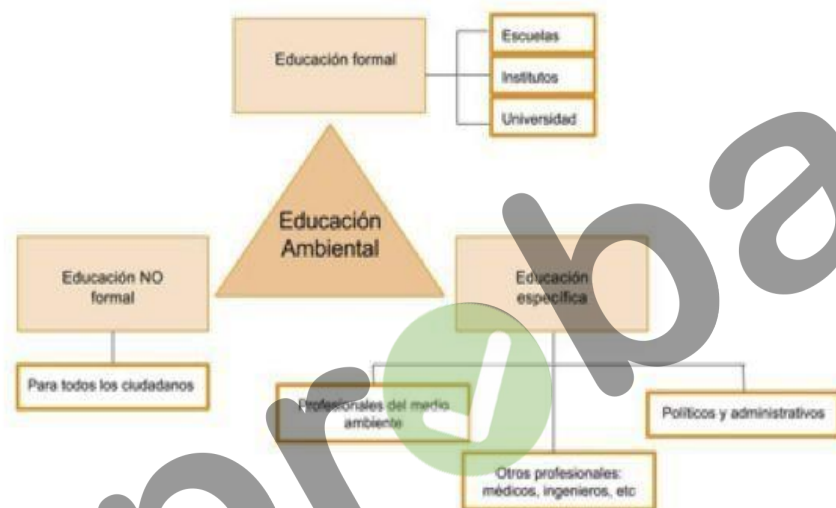 Educación formal
Escuelas
Institutos
Universidad
Educación
Ambiental
Educación NO
formal
Educación
específica
Para todos los ciudadanos
Profesionales del medio
ambiente
Políticos y administrativos
Otros profesionales:
médicos, ingenieros, etc